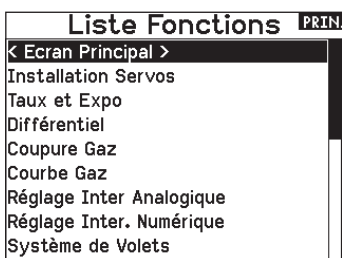 Liste Fonctions PRIN.
< Ecran Principal >
Installation Servos
Taux et Expo
Différentiel
Coupure Gaz
Courbe Gaz
Réglage Inter Analogique
Réglage Inter. Numérique
Système de Volets